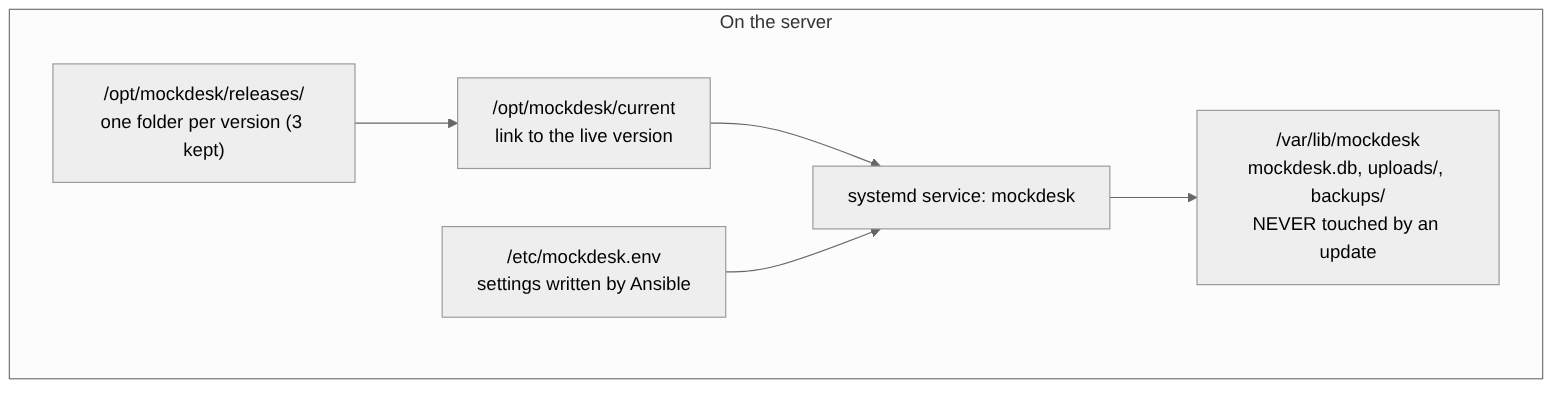 On the server
/opt/mockdesk/releases/
one folder per version (3
kept)
/opt/mockdesk/current
link to the live version
/etc/mockdesk.env
settings written by Ansible
systemd service: mockdesk
/var/lib/mockdesk
mockdesk.db, uploads/,
backups/
NEVER touched by an
update